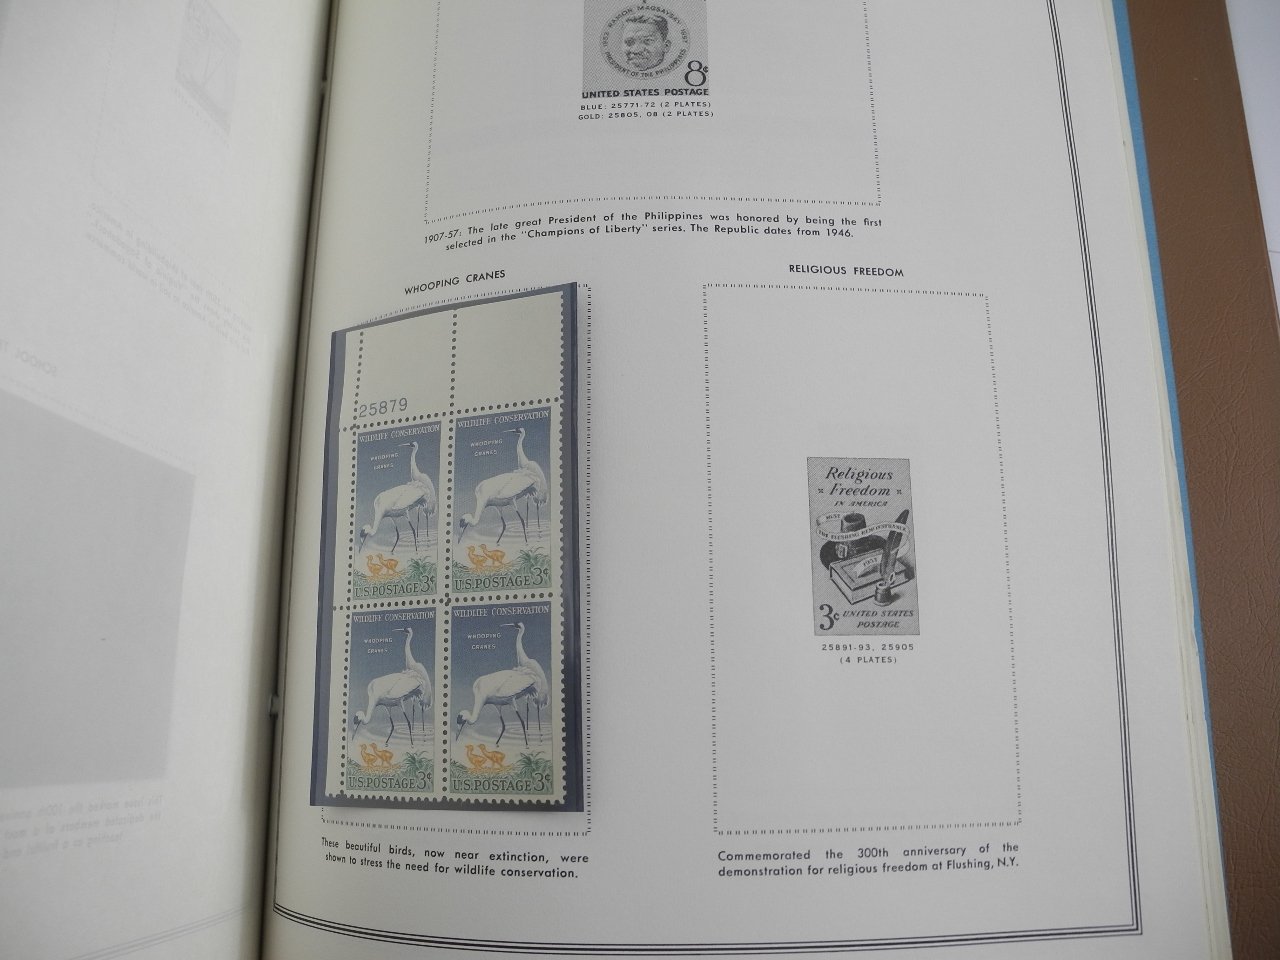 RAMON MAGSAYSAY
PRESIDENT OF THE PHILIPPINES
8¢
UNITED STATES POSTAGE
BLUE: 25771-72 (2 PLATES)
GOLD: 25805, 08 (2 PLATES)
1907-57: The late great President of the Philippines was honored by being the first
selected in the "Champions of Liberty" series. The Republic dates from 1946.
WHOOPING CRANES
25879
WILDLIFE CONSERVATION
WHOOPING
CRANES
U.S. POSTAGE 3¢
WILDLIFE CONSERVATION
WHOOPING
CRANES
U.S. POSTAGE 3¢
WILDLIFE CONSERVATION
WHOOPING
CRANES
U.S. POSTAGE 3¢
WILDLIFE CONSERVATION
WHOOPING
CRANES
U.S. POSTAGE 3¢
These beautiful birds, now near extinction, were
shown to stress the need for wildlife conservation.
RELIGIOUS FREEDOM
Religious
Freedom
IN AMERICA
1657
THE FLUSHING REMONSTRANCE
1957
3¢ UNITED STATES
POSTAGE
25891-93, 25905
(4 PLATES)
Commemorated the 300th anniversary of the
demonstration for religious freedom at Flushing, N.Y.